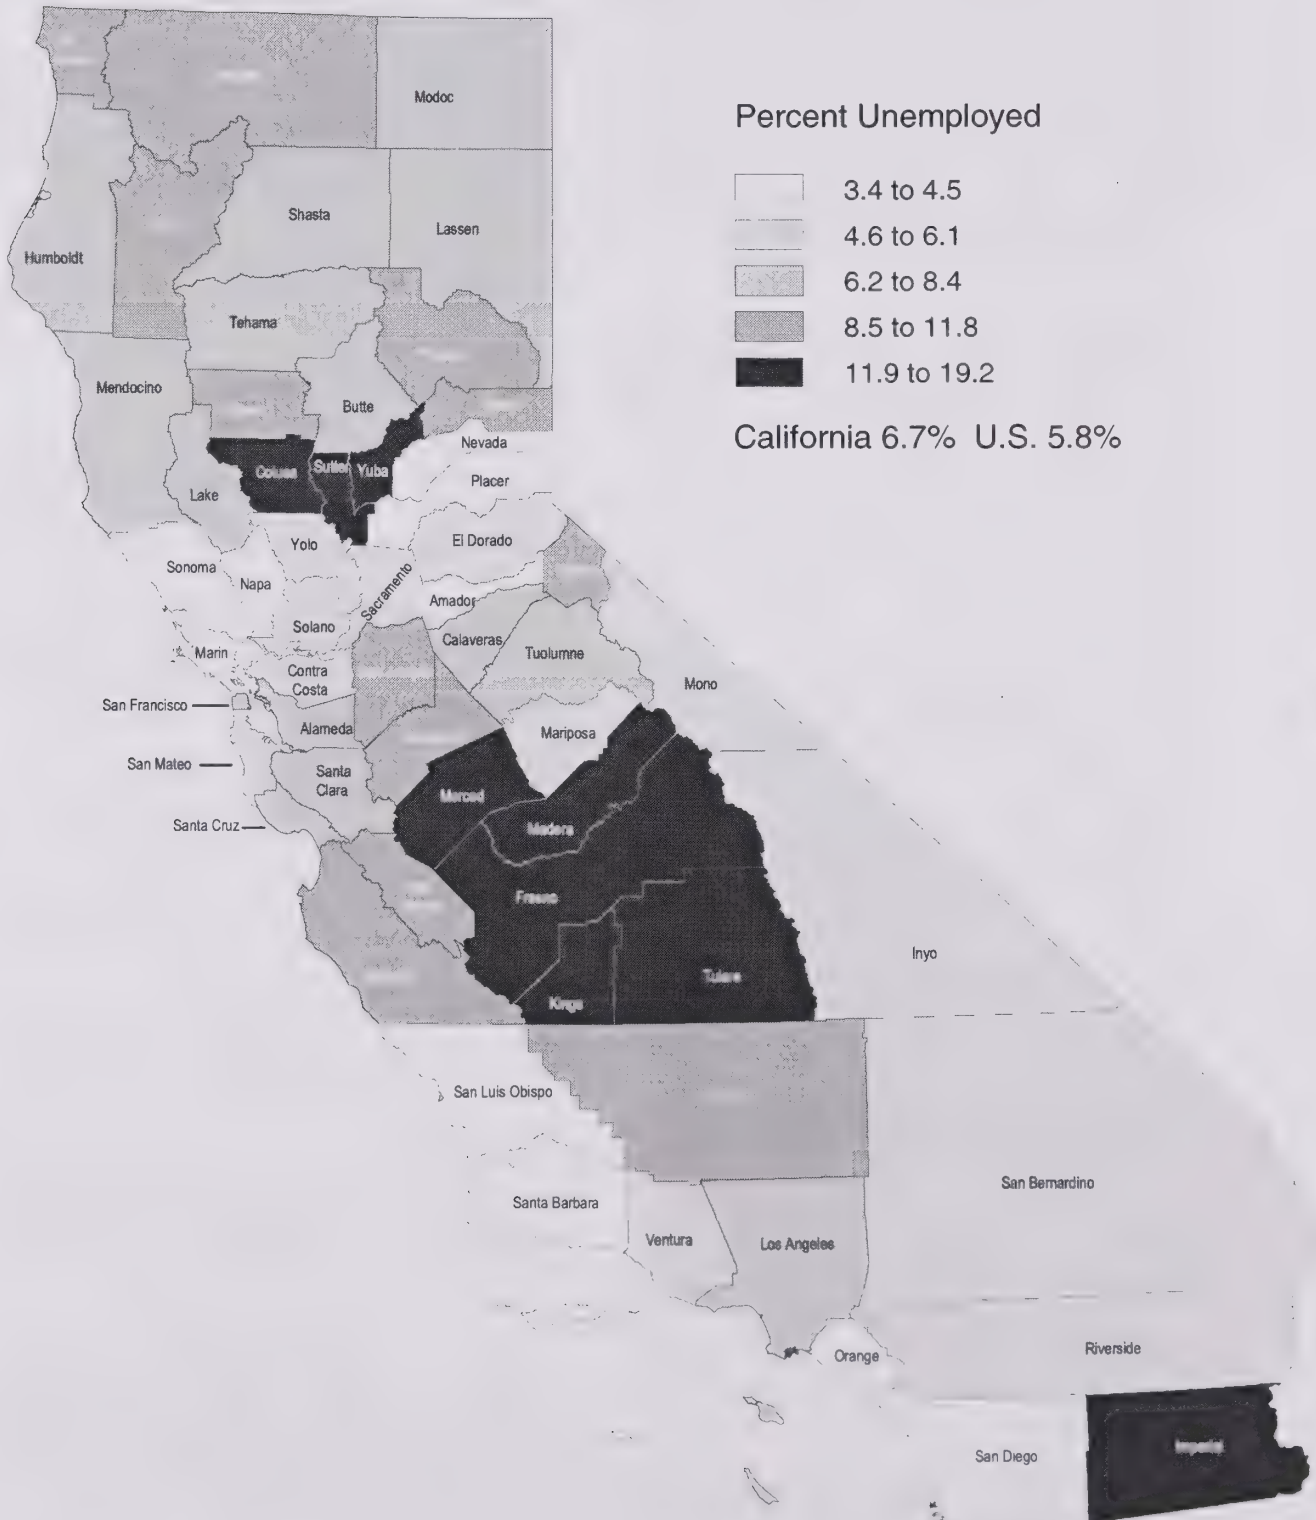 Modoc
Percent Unemployed
3.4 to 4.5
4.6 to 6.1
6.2 to 8.4
8.5 to 11.8
11.9 to 19.2
California 6.7% U.S. 5.8%
Shasta
Lassen
Humboldt
Tehama
Mendocino
Butte
Nevada
Colusa
Sutter
Yuba
Placer
Lake
El Dorado
Yolo
Sonoma
Napa
Sacramento
Amador
Solano
Calaveras
Tuolumne
Marin
Contra
Costa
Mono
San Francisco
Alameda
Mariposa
San Mateo
Santa
Clara
Merced
Santa Cruz
Madera
Fresno
Inyo
Tulare
Kings
San Luis Obispo
San Bernardino
Santa Barbara
Ventura
Los Angeles
Riverside
Orange
Imperial
San Diego